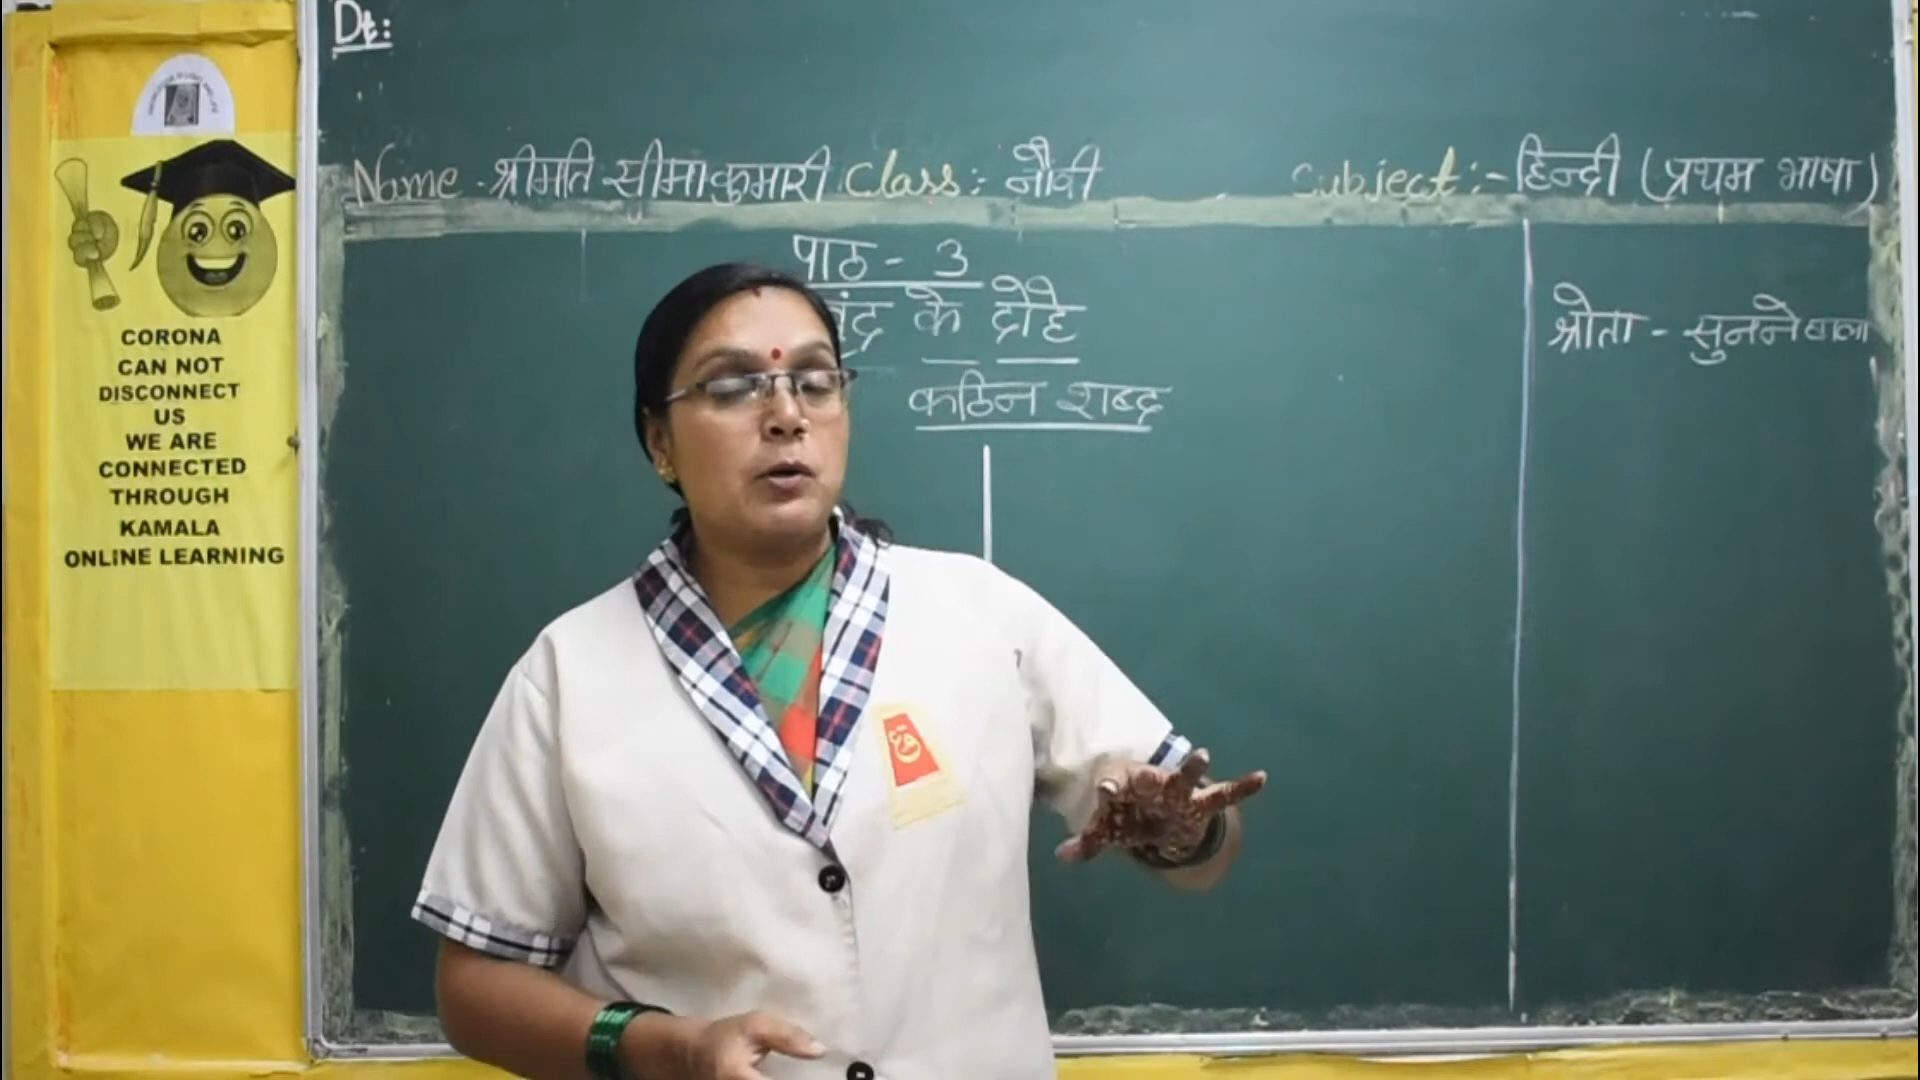 Dt:
Name - श्रीमति सीमा कुमारी Class:- नौवी Subject:- हिन्दी (प्रथम भाषा)
पाठ - 3
के दोहे
कठिन शब्द
श्रोता - सुनने वाला
CORONA
CAN NOT
DISCONNECT
US
WE ARE
CONNECTED
THROUGH
KAMALA
ONLINE LEARNING